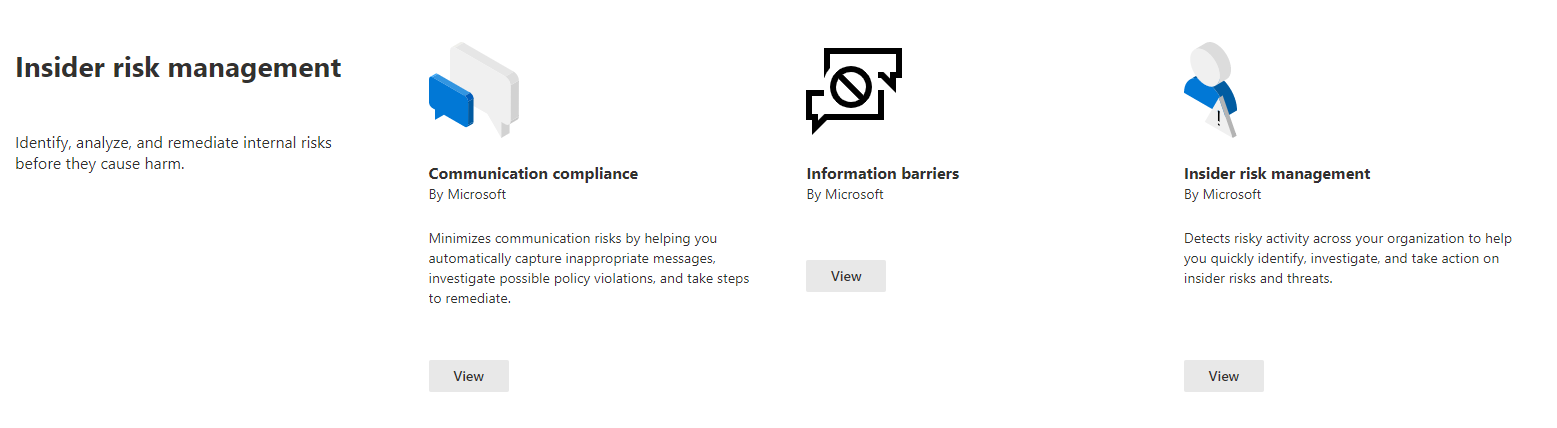 Insider risk management
Identify, analyze, and remediate internal risks
before they cause harm.
Communication compliance
By Microsoft
Minimizes communication risks by helping you
automatically capture inappropriate messages,
investigate possible policy violations, and take steps
to remediate.
View
Information barriers
By Microsoft
View
Insider risk management
By Microsoft
Detects risky activity across your organization to help
you quickly identify, investigate, and take action on
insider risks and threats.
View